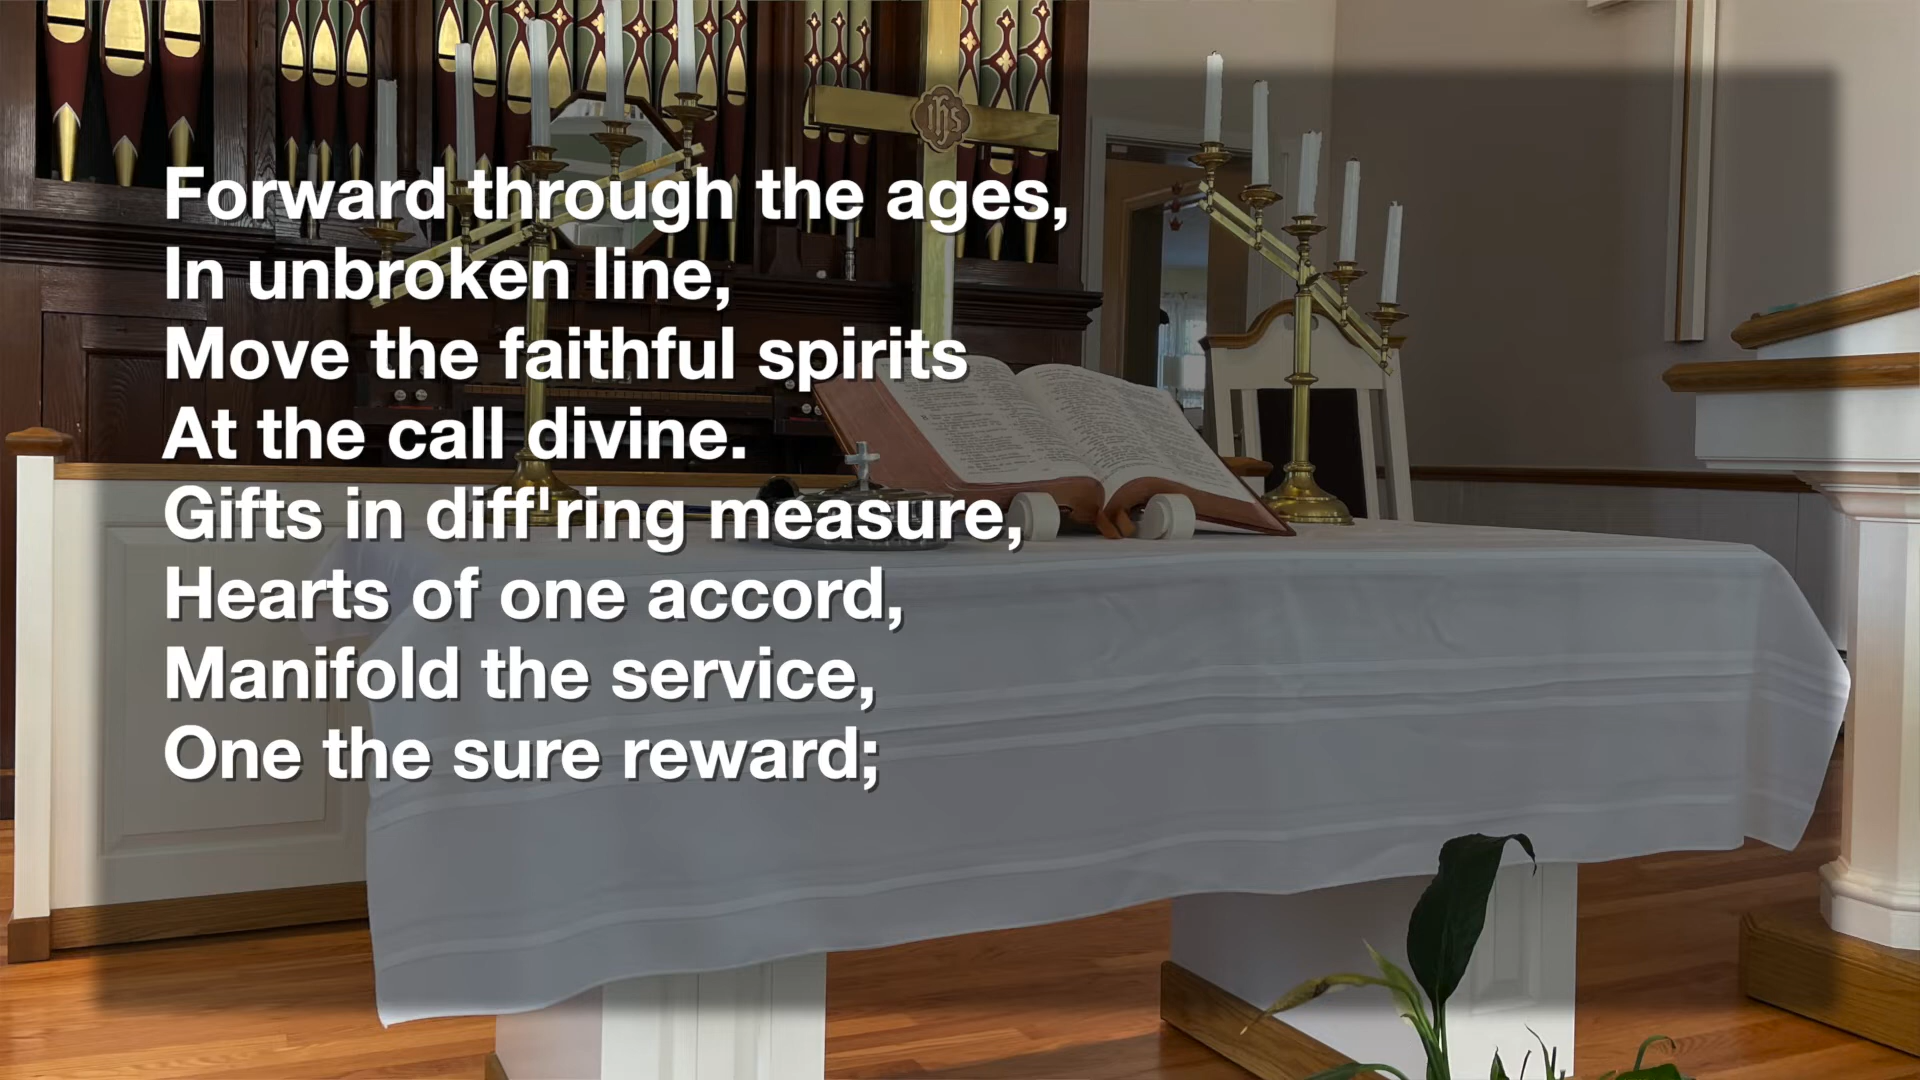 ihs
Forward through the ages,
In unbroken line,
Move the faithful spirits
At the call divine.
Gifts in diff'ring measure,
Hearts of one accord,
Manifold the service,
One the sure reward;